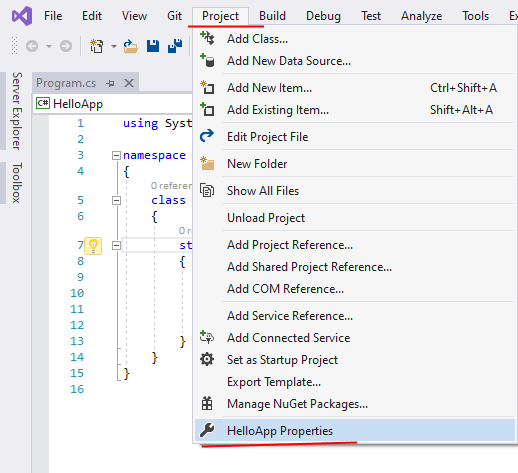 File Edit View Git Project Build Debug Test Analyze Tools E
Server Explorer
Toolbox
Program.cs
C# HelloApp
1 using Syst
2
3 namespace
4 {
0 referen
5 class
6 {
0 re
7 st
8 {
9
10
11
12
13 }
14 }
15 }
16
Add Class...
Add New Data Source...
Add New Item... Ctrl+Shift+A
Add Existing Item... Shift+Alt+A
Edit Project File
New Folder
Show All Files
Unload Project
Add Project Reference...
Add Shared Project Reference...
Add COM Reference...
Add Service Reference...
Add Connected Service
Set as Startup Project
Export Template...
Manage NuGet Packages...
HelloApp Properties